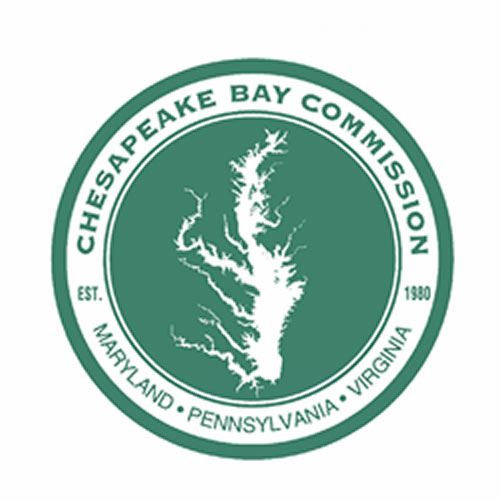 CHESAPEAKE BAY COMMISSION
EST. 1980
MARYLAND • PENNSYLVANIA • VIRGINIA